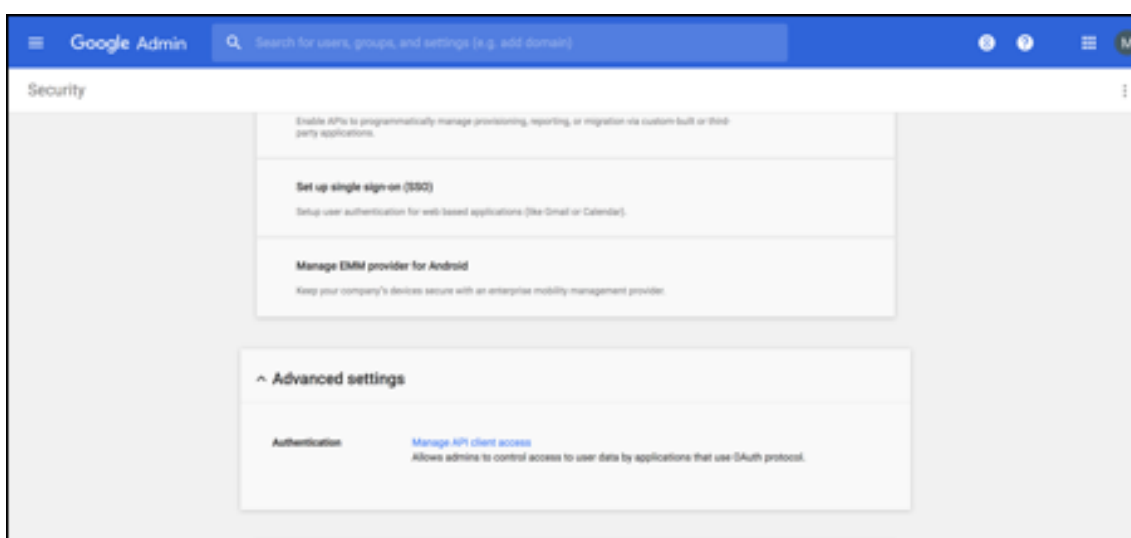 Google Admin
Search for users, groups, and settings (e.g. add domain)
M
Security
Enable APIs to programmatically manage provisioning, reporting, or migration via custom-built or third-
party applications.
Set up single sign-on (SSO)
Setup user authentication for web based applications (like Gmail or Calendar).
Manage EMM provider for Android
Keep your company's devices secure with an enterprise mobility management provider.
Advanced settings
Authentication
Manage API client access
Allows admins to control access to user data by applications that use OAuth protocol.